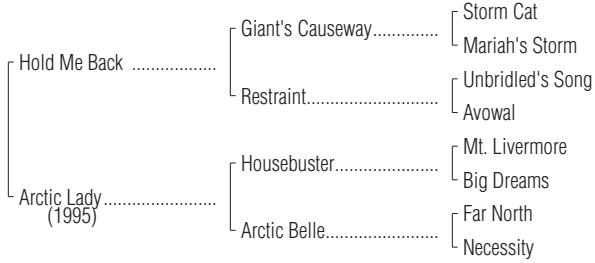 Storm Cat
Giant's Causeway..............
Mariah's Storm
Hold Me Back ..................
Unbridled's Song
Restraint............................
Avowal
Mt. Livermore
Housebuster......................
Big Dreams
Arctic Lady........................
(1995)
Far North
Arctic Belle........................
Necessity